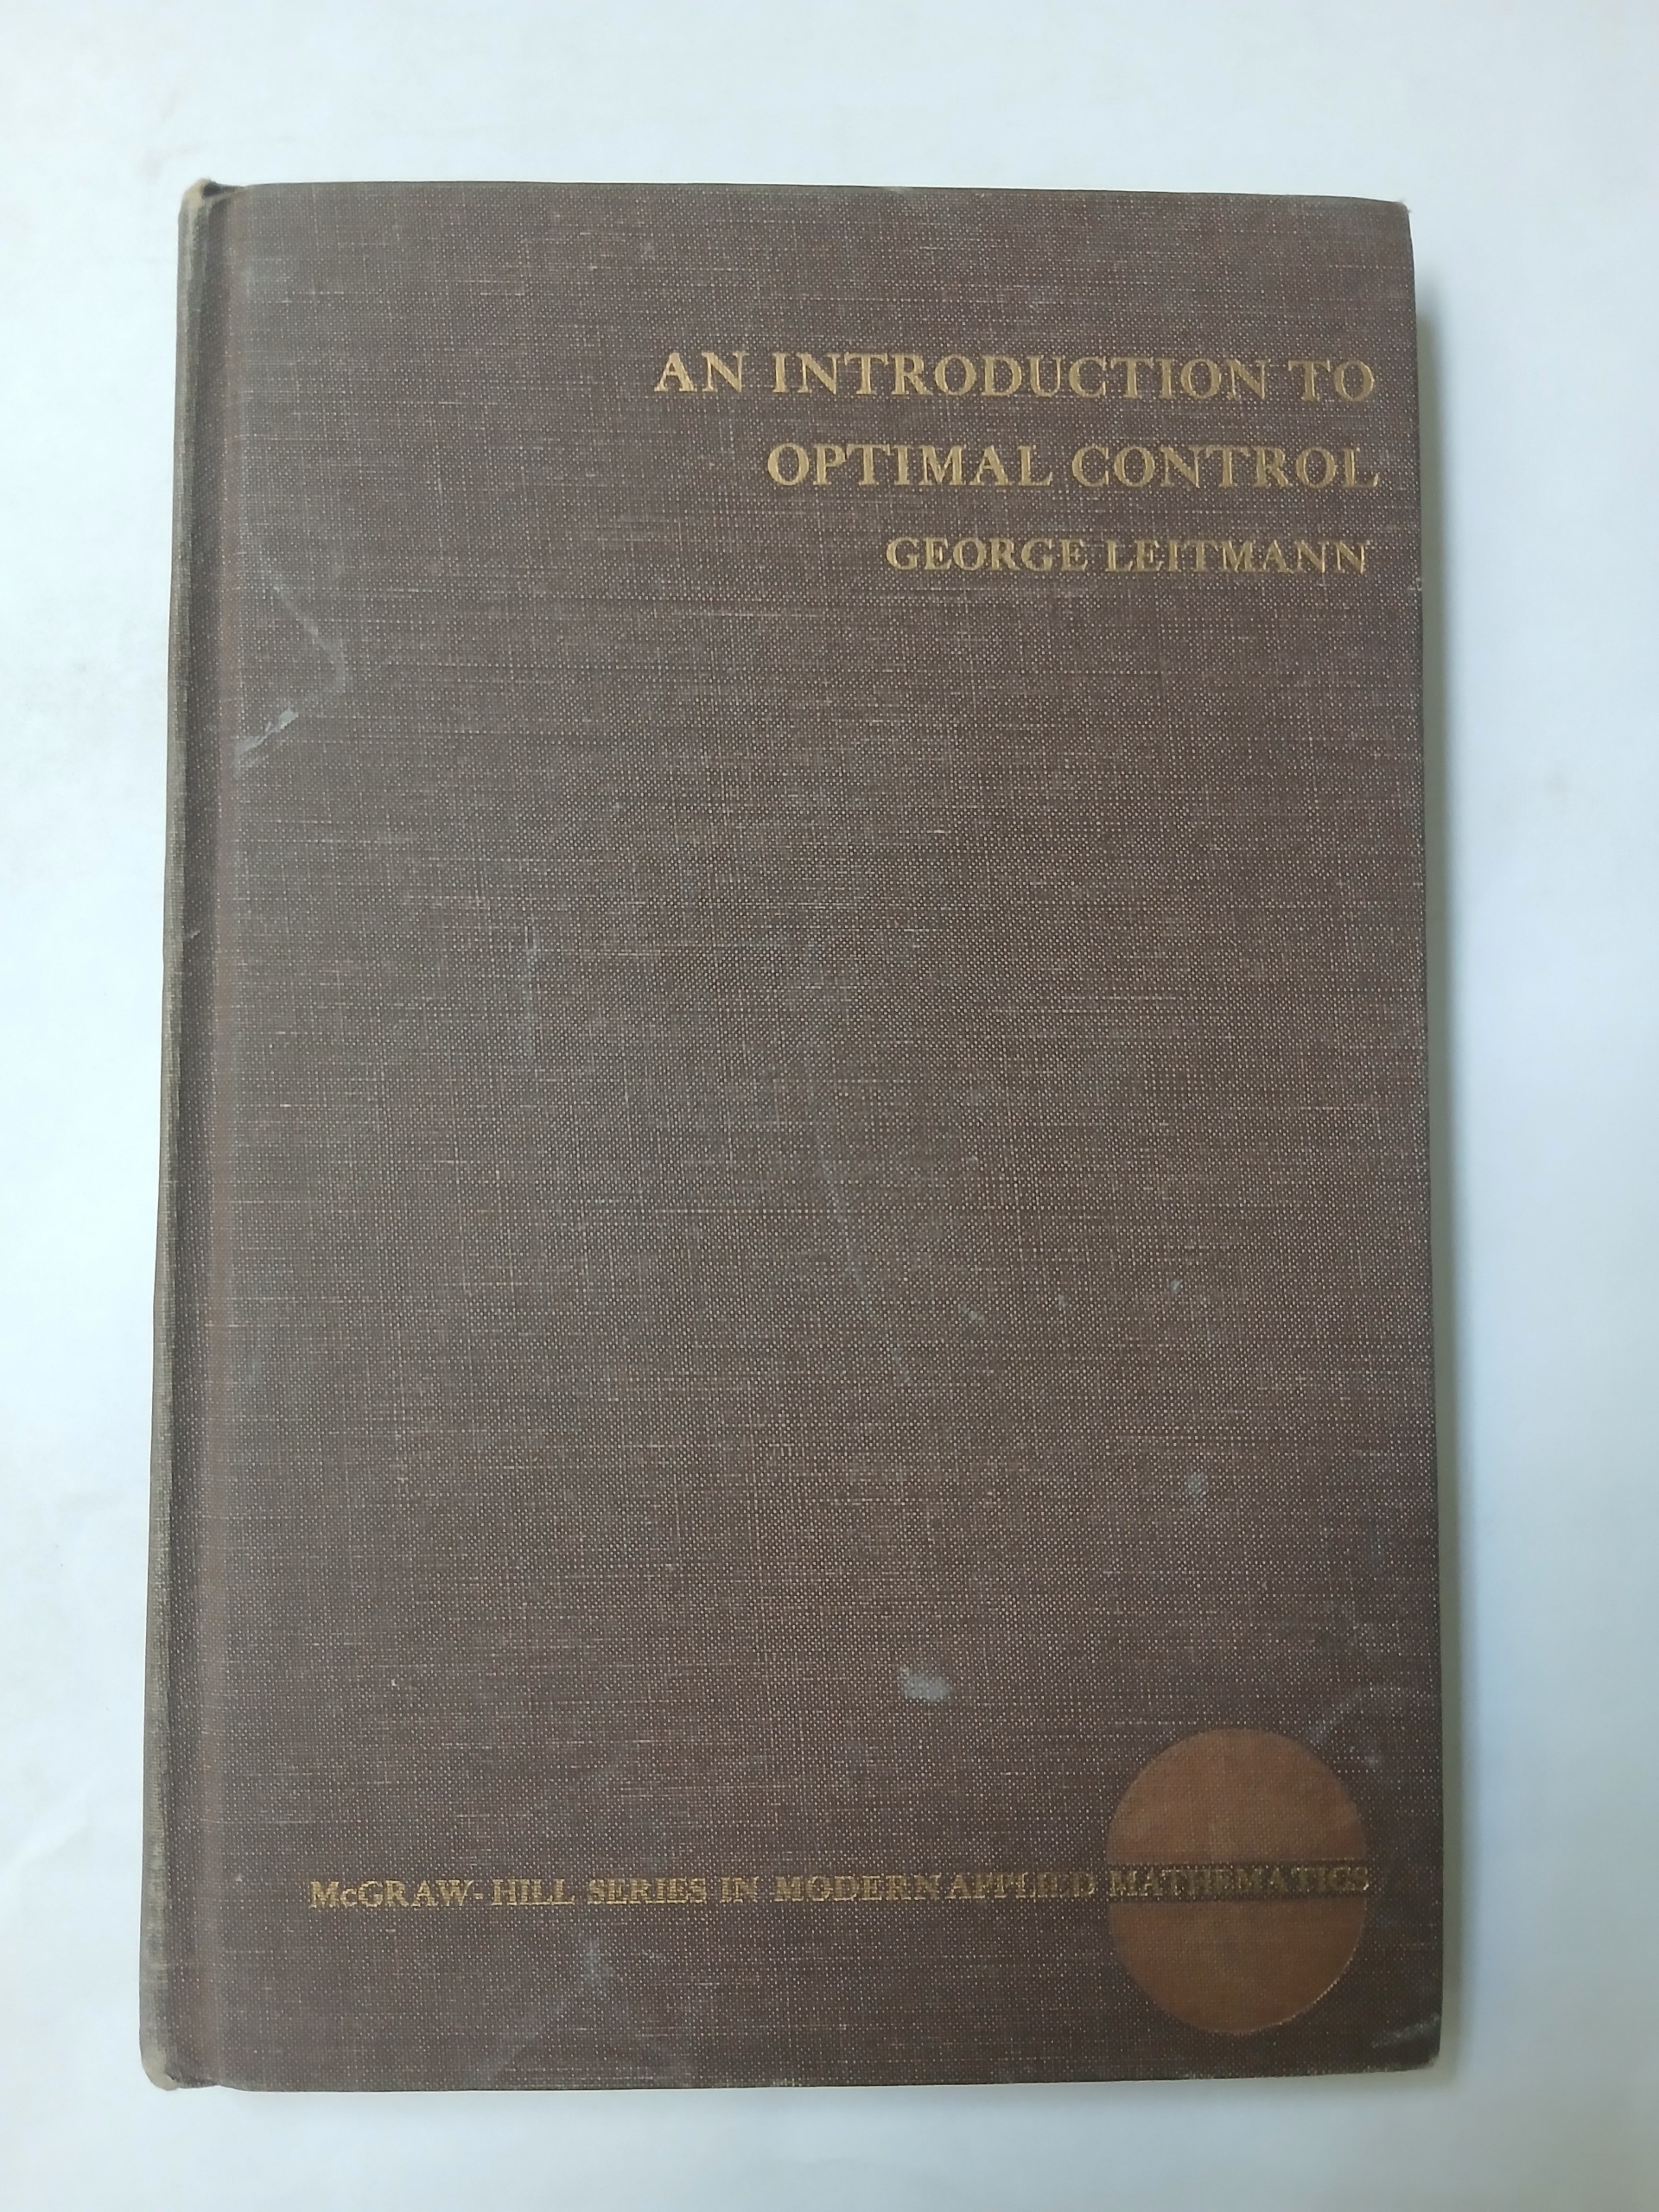 AN INTRODUCTION TO
OPTIMAL CONTROL
GEORGE LEITMANN
McGRAW-HILL SERIES IN MODERN APPLIED MATHEMATICS